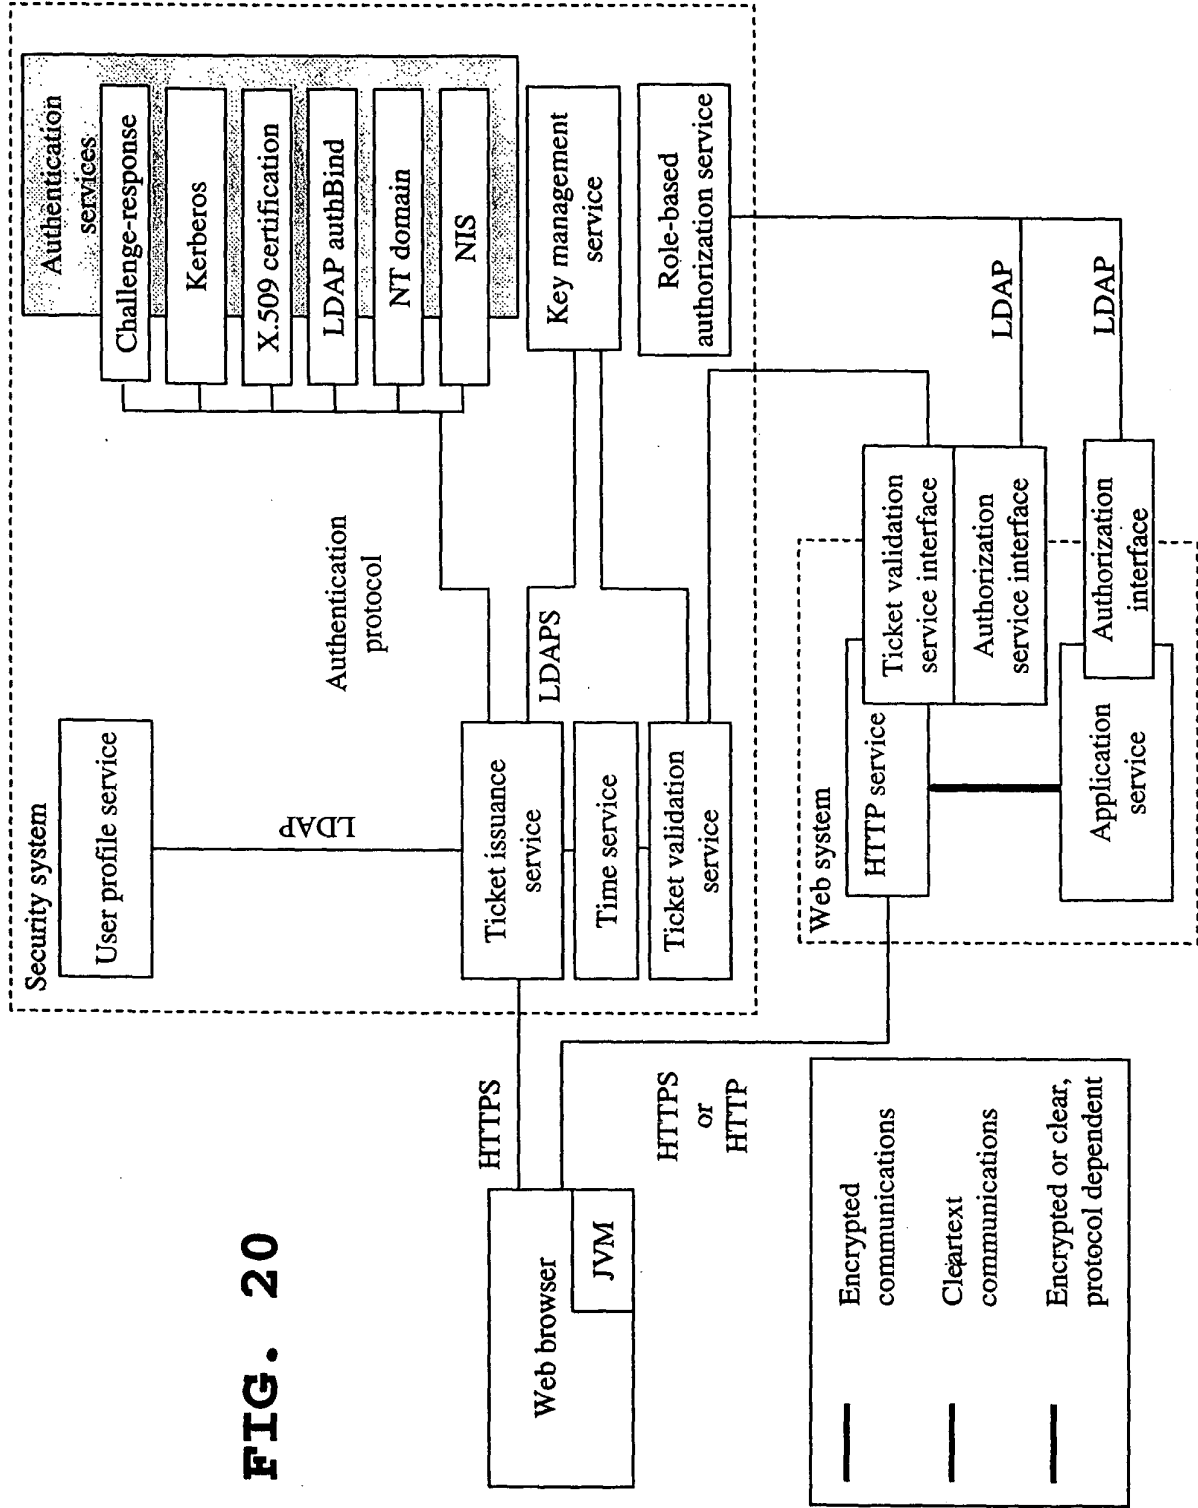 FIG. 20
Security system
User profile service
LDAP
Authentication
services
Challenge-response
Kerberos
X.509 certification
LDAP authBind
NT domain
NIS
Authentication
protocol
Key management
service
Role-based
authorization service
LDAPS
Ticket issuance
service
Time service
Ticket validation
service
HTTPS
HTTPS
or
HTTP
Web browser
JVM
Web system
HTTP service
Ticket validation
service interface
Authorization
service interface
LDAP
LDAP
Application
service
Authorization
interface
Encrypted
communications
Cleartext
communications
Encrypted or clear,
protocol dependent